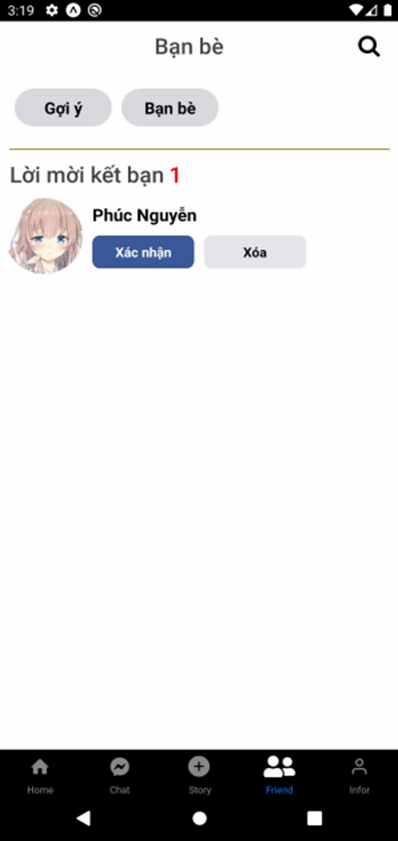 3:19
Bạn bè
Gợi ý
Bạn bè
Lời mời kết bạn 1
Phúc Nguyễn
Xác nhận
Xóa
Home
Chat
Story
Friend
Infor